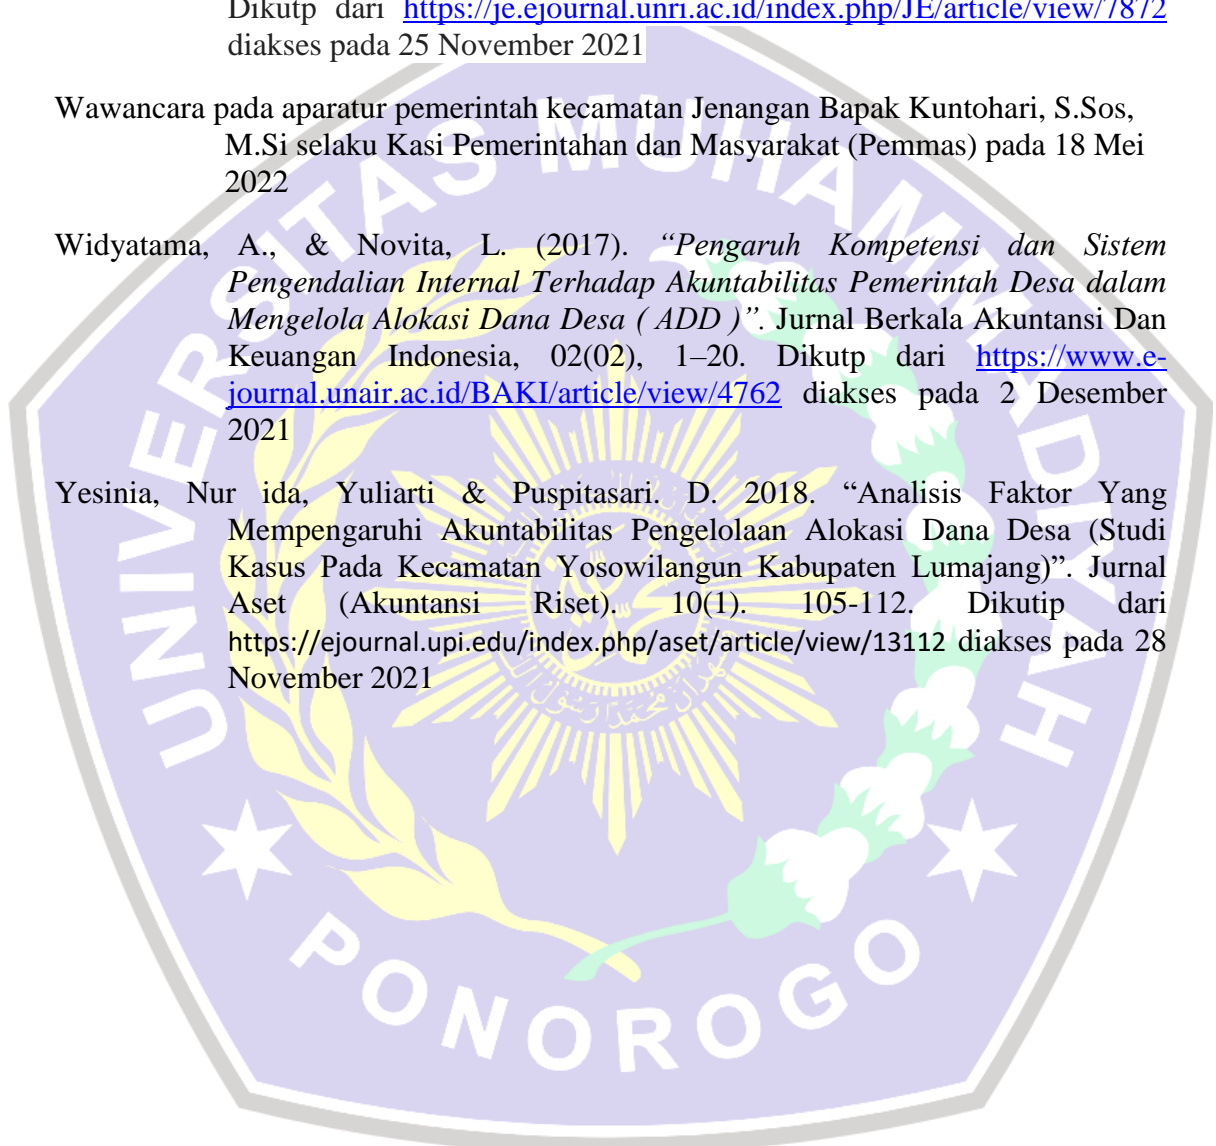 Dikutp dari https://je.ejournal.unri.ac.id/index.php/JE/article/view/7872
diakses pada 25 November 2021
Wawancara pada aparatur pemerintah kecamatan Jenangan Bapak Kuntohari, S.Sos,
M.Si selaku Kasi Pemerintahan dan Masyarakat (Pemmas) pada 18 Mei
2022
Widyatama, A., & Novita, L. (2017). “Pengaruh Kompetensi dan Sistem
Pengendalian Internal Terhadap Akuntabilitas Pemerintah Desa dalam
Mengelola Alokasi Dana Desa ( ADD )”. Jurnal Berkala Akuntansi Dan
Keuangan Indonesia, 02(02), 1–20. Dikutp dari https://www.e-
journal.unair.ac.id/BAKI/article/view/4762 diakses pada 2 Desember
2021
Yesinia, Nur ida, Yuliarti & Puspitasari. D. 2018. “Analisis Faktor Yang
Mempengaruhi Akuntabilitas Pengelolaan Alokasi Dana Desa (Studi
Kasus Pada Kecamatan Yosowilangun Kabupaten Lumajang)”. Jurnal
Aset (Akuntansi Riset). 10(1). 105-112. Dikutip dari
https://ejournal.upi.edu/index.php/aset/article/view/13112 diakses pada 28
November 2021
UNIVERSITAS MUHAMMADIYAH
PONOROGO